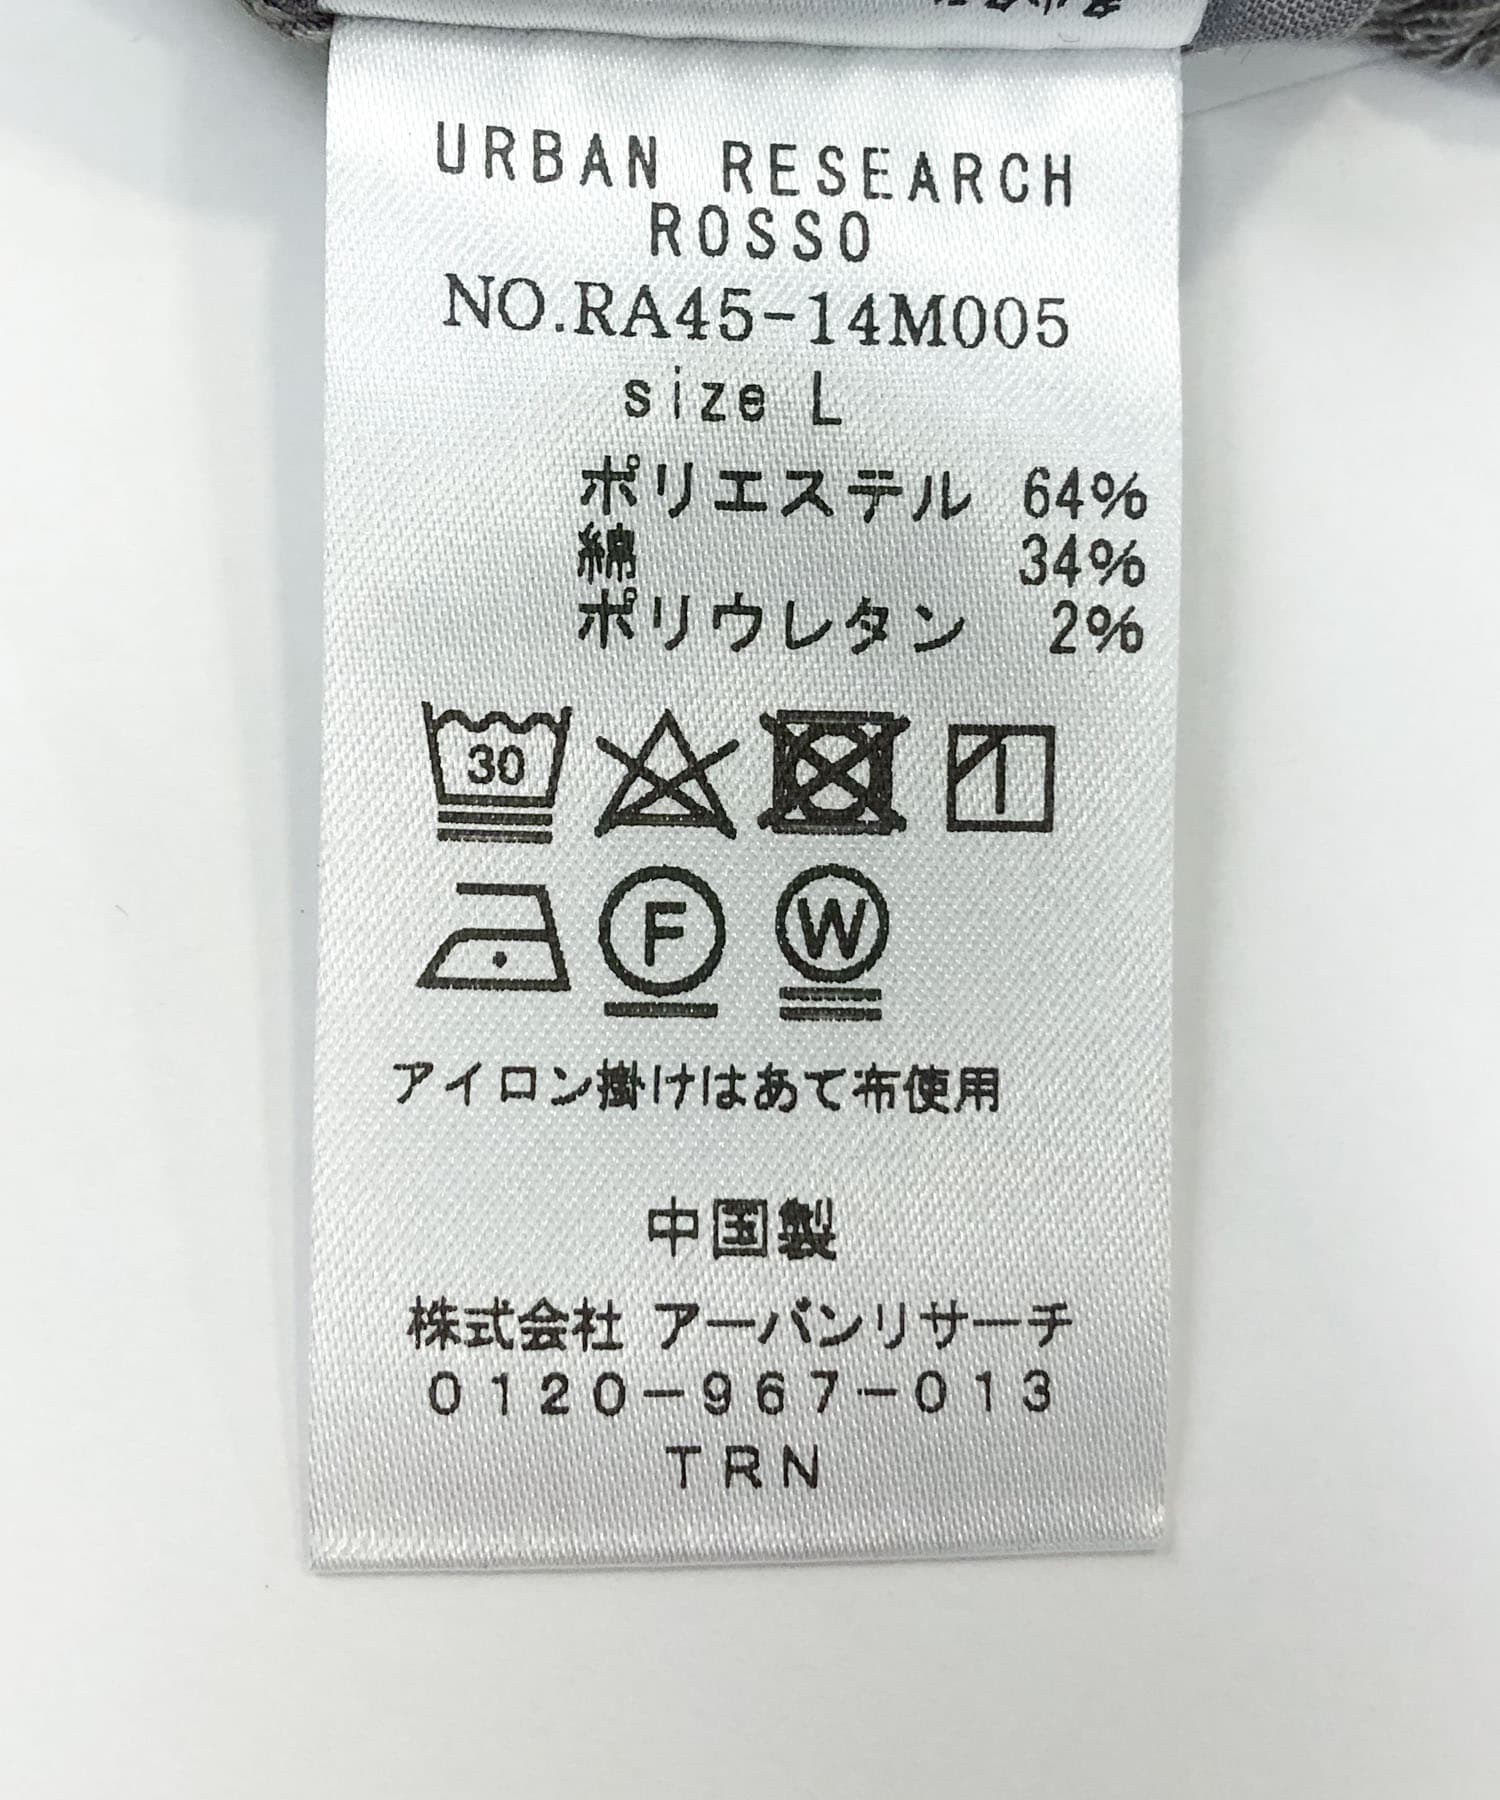 URBAN RESEARCH
ROSSO
NO.RA45-14M005
size L
ポリエステル 64%
綿 34%
ポリウレタン 2%
30
F W
アイロン掛けはあて布使用
中国製
株式会社 アーバンリサーチ
0120-967-013
TRN